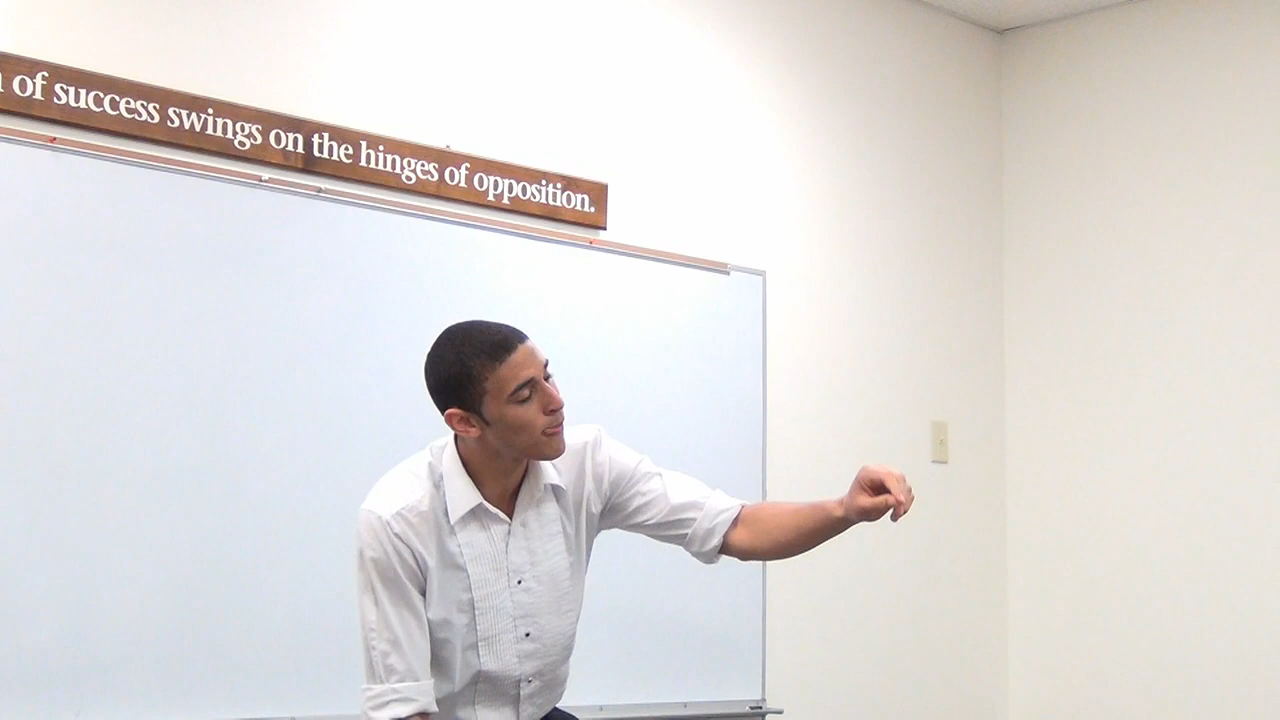 of success swings on the hinges of opposition.